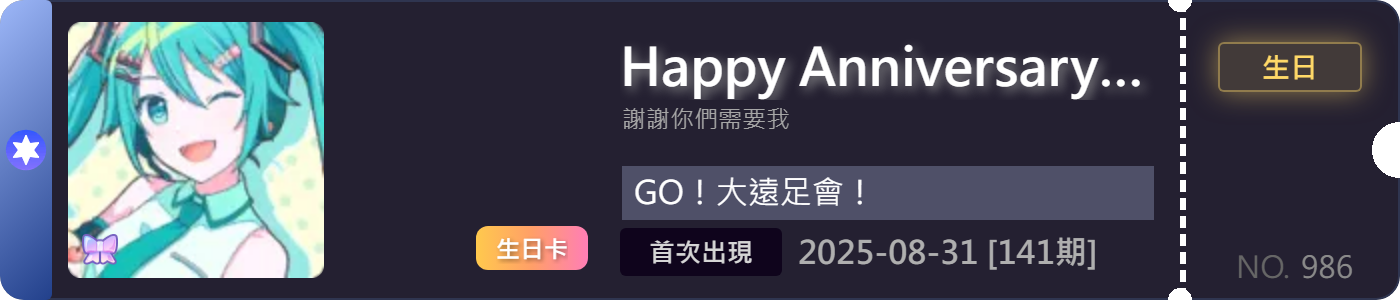 Happy Anniversary...
謝謝你們需要我
生日
GO！大遠足會！
生日卡
首次出現
2025-08-31 [141期]
NO. 986